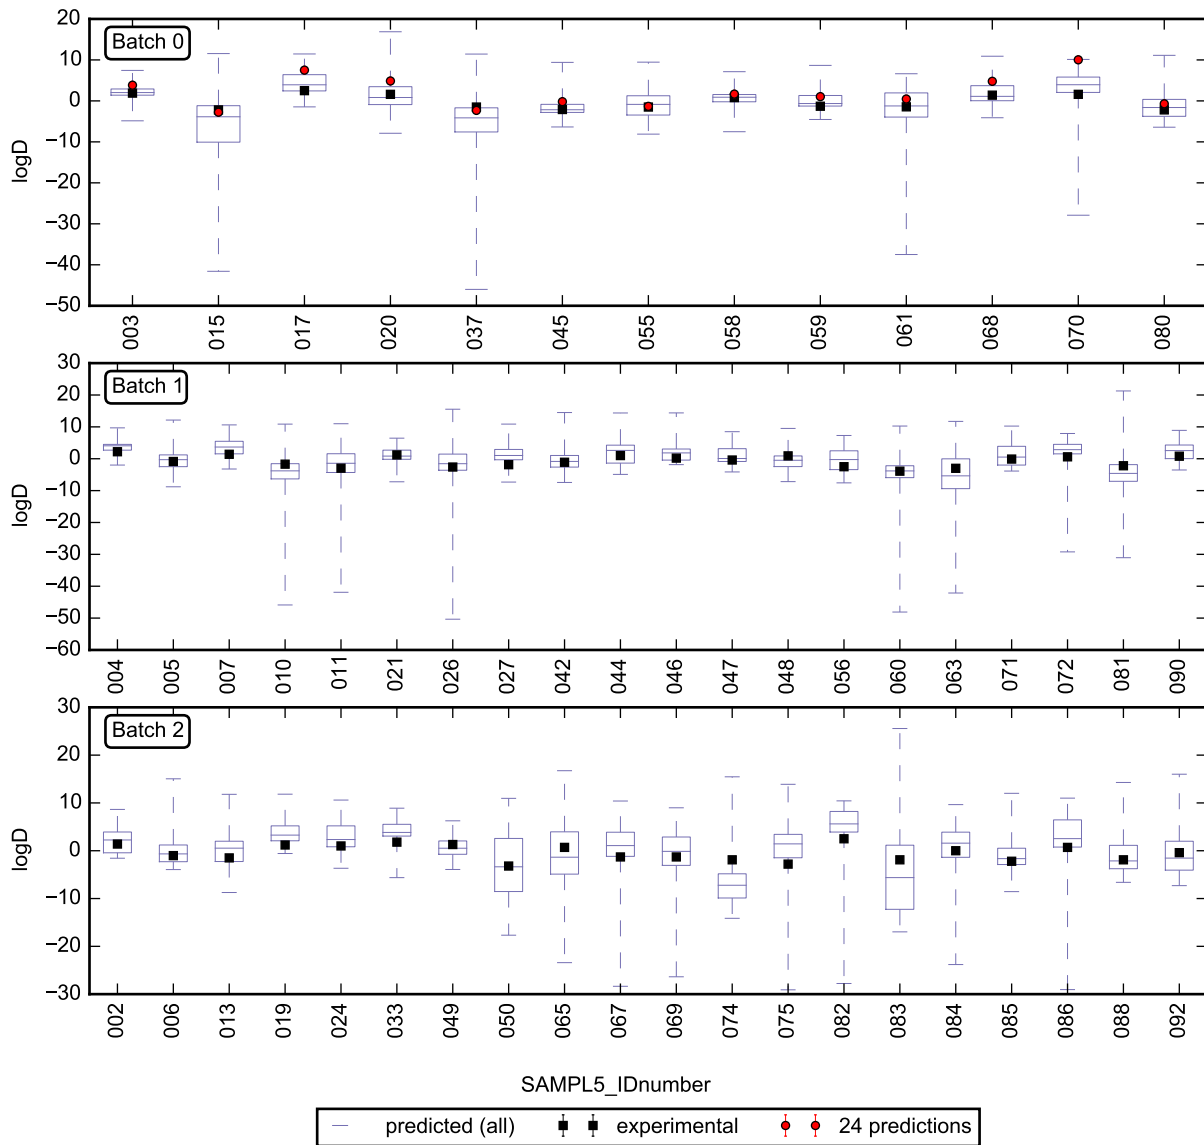 20
Batch 0
10
0
−10
−20
−30
−40
−50
logD
003 015 017 020 037 045 055 058 059 061 068 070 080
30
Batch 1
20
10
0
−10
−20
−30
−40
−50
−60
logD
004 005 007 010 011 021 026 027 042 044 046 047 048 056 060 063 071 072 081 090
30
Batch 2
20
10
0
−10
−20
−30
logD
002 006 013 019 024 033 049 050 065 067 069 074 075 082 083 084 085 086 088 092
SAMPL5_IDnumber
predicted (all) experimental 24 predictions